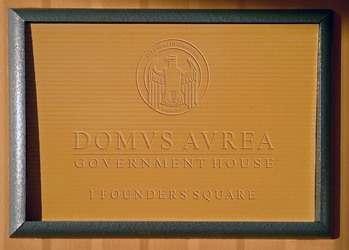 DOMVS AVREA
GOVERNMENT HOUSE
1 FOUNDERS SQUARE